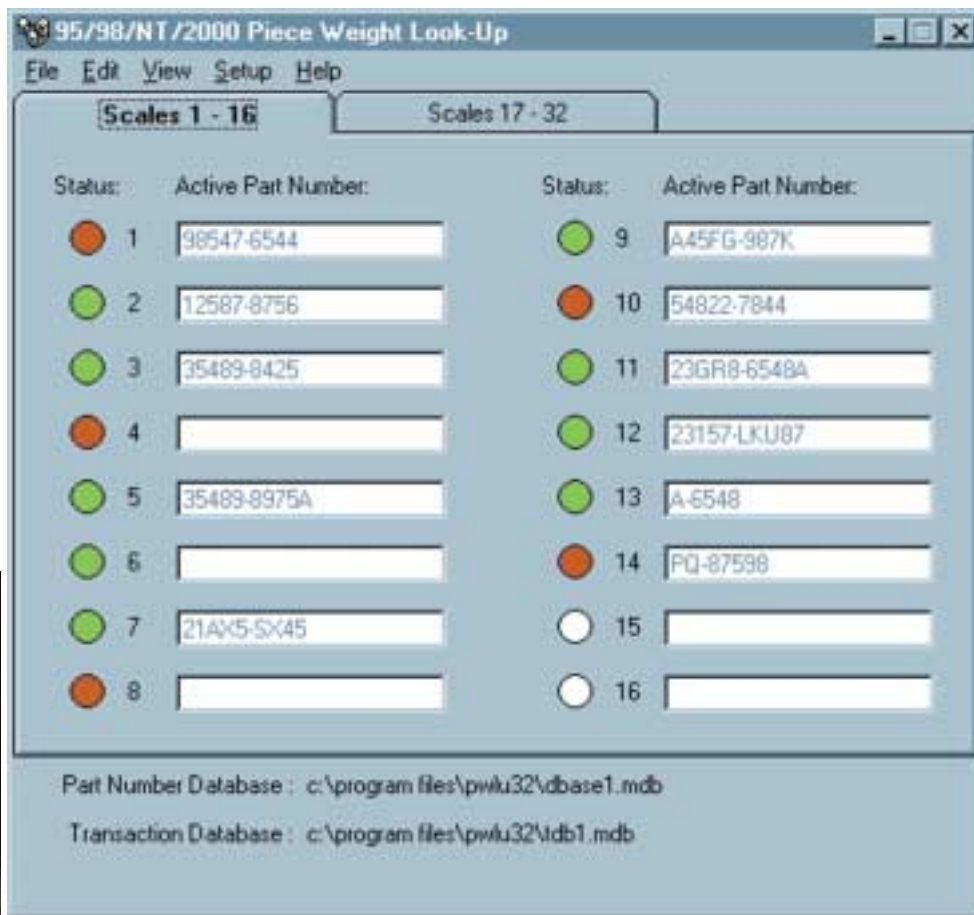 95/98/NT/2000 Piece Weight Look-Up
File Edit View Setup Help
Scales 1 - 16
Scales 17 - 32
Status: Active Part Number:
1 98547-6544
2 12587-8756
3 35489-8425
4
5 35489-8975A
6
7 21AX5-SX45
8
Status: Active Part Number:
9 A45FG-987K
10 54822-7844
11 23GR8-6548A
12 23157-LKU87
13 A-6548
14 PQ-87598
15
16
Part Number Database : c:\program files\pwlu32\dbase1.mdb
Transaction Database : c:\program files\pwlu32\tdb1.mdb